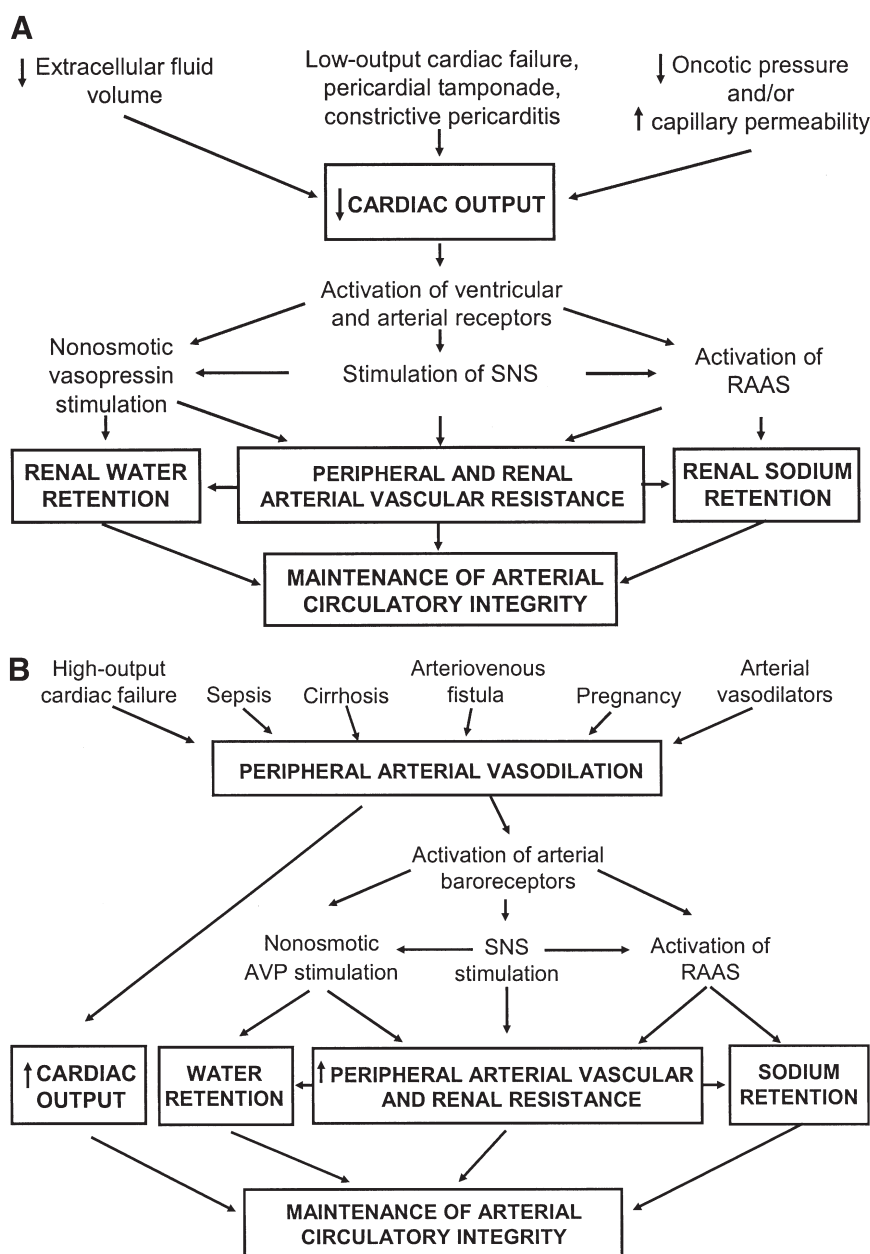 A
↓ Extracellular fluid
volume
Low-output cardiac failure,
pericardial tamponade,
constrictive pericarditis
↓ Oncotic pressure
and/or
↑ capillary permeability
↓ CARDIAC OUTPUT
Activation of ventricular
and arterial receptors
Nonosmotic
vasopressin
stimulation
Stimulation of SNS
Activation of
RAAS
RENAL WATER
RETENTION
PERIPHERAL AND RENAL
ARTERIAL VASCULAR RESISTANCE
RENAL SODIUM
RETENTION
MAINTENANCE OF ARTERIAL
CIRCULATORY INTEGRITY
B
High-output
cardiac failure
Sepsis
Cirrhosis
Arteriovenous
fistula
Pregnancy
Arterial
vasodilators
PERIPHERAL ARTERIAL VASODILATION
Activation of arterial
baroreceptors
Nonosmotic
AVP stimulation
SNS
stimulation
Activation of
RAAS
↑ CARDIAC
OUTPUT
WATER
RETENTION
↑ PERIPHERAL ARTERIAL VASCULAR
AND RENAL RESISTANCE
SODIUM
RETENTION
MAINTENANCE OF ARTERIAL
CIRCULATORY INTEGRITY